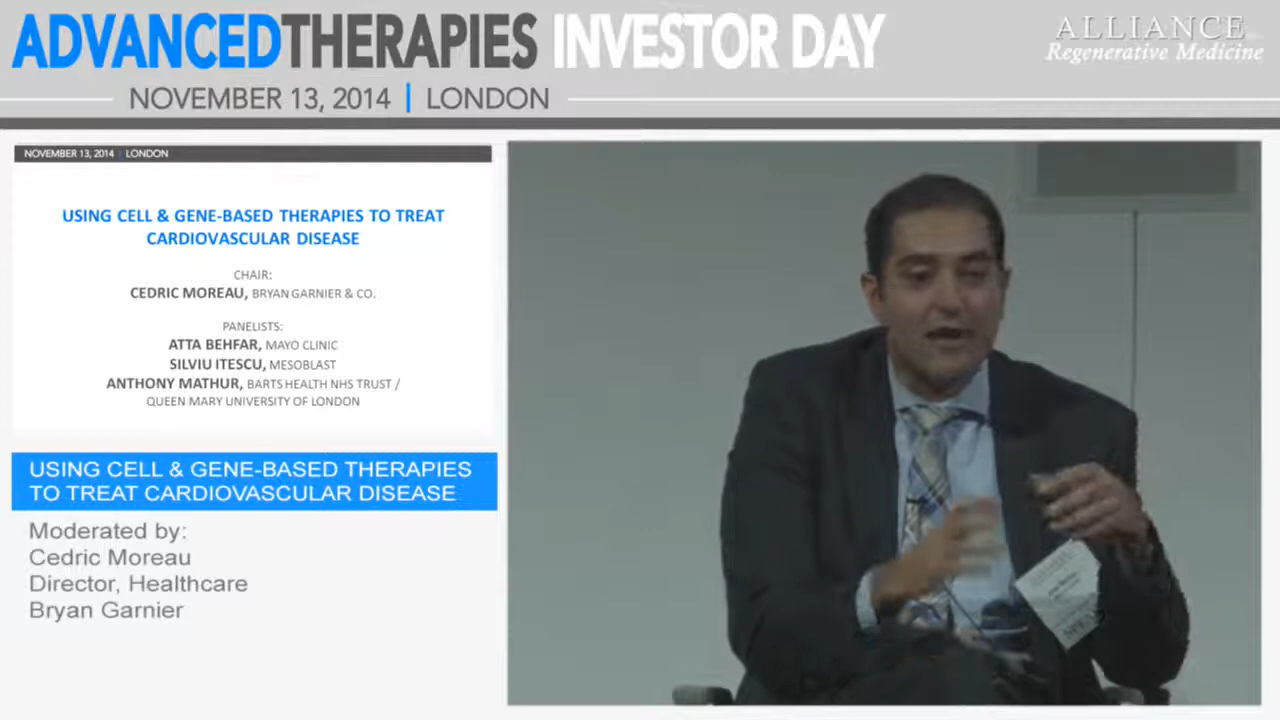 ADVANCEDTHERAPIES INVESTOR DAY
NOVEMBER 13, 2014 | LONDON
ALLIANCE
Regenerative Medicine
NOVEMBER 13, 2014 | LONDON
USING CELL & GENE-BASED THERAPIES TO TREAT
CARDIOVASCULAR DISEASE
CHAIR:
CEDRIC MOREAU, BRYAN GARNIER & CO.
PANELISTS:
ATTA BEHFAR, MAYO CLINIC
SILVIU ITESCU, MESOBLAST
ANTHONY MATHUR, BARTS HEALTH NHS TRUST /
QUEEN MARY UNIVERSITY OF LONDON
USING CELL & GENE-BASED THERAPIES
TO TREAT CARDIOVASCULAR DISEASE
Moderated by:
Cedric Moreau
Director, Healthcare
Bryan Garnier